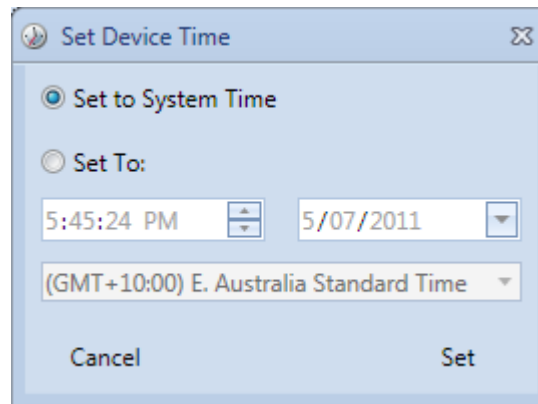 Set Device Time
Set to System Time
Set To:
5:45:24 PM 5/07/2011
(GMT+10:00) E. Australia Standard Time
Cancel Set